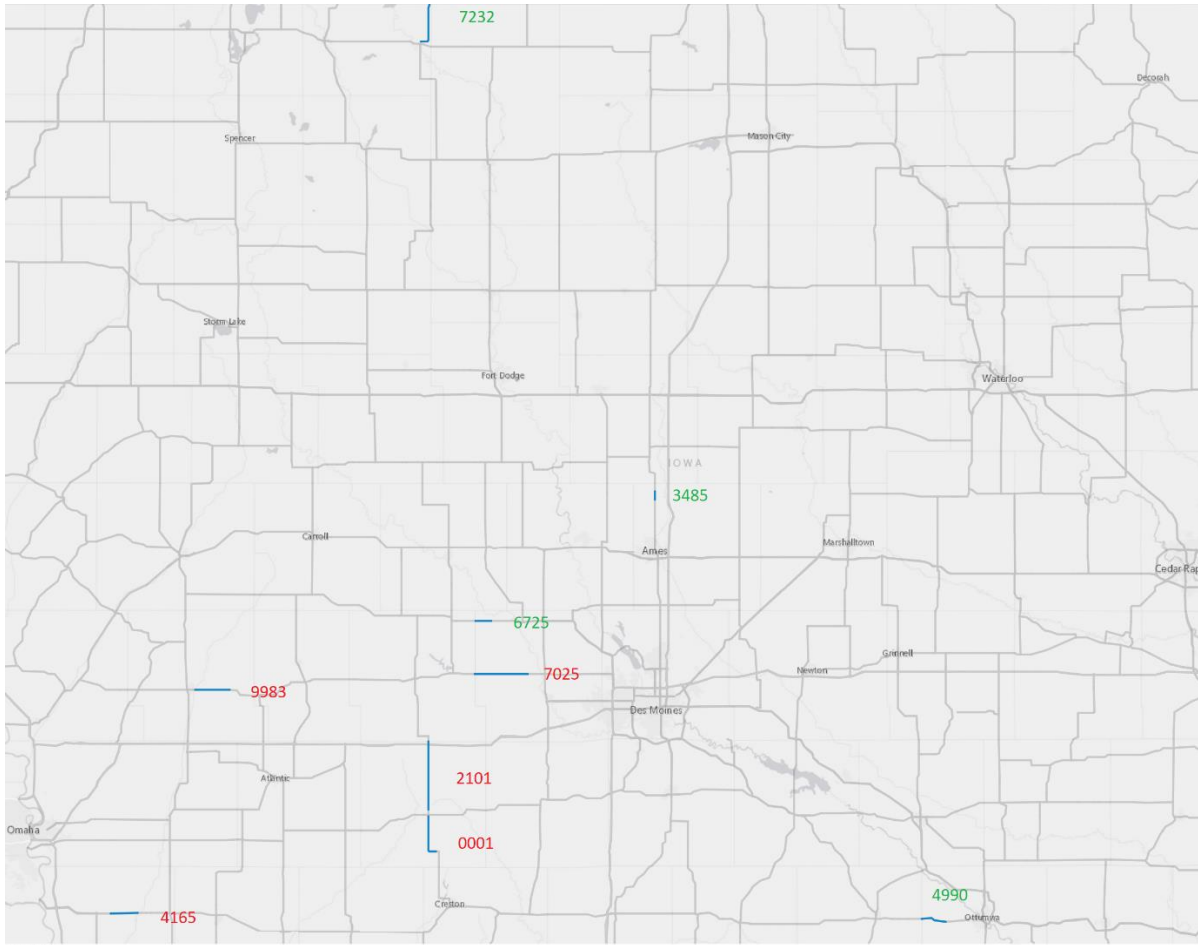 7232
Decorah
Spencer
Mason City
Storm Lake
Fort Dodge
Waterloo
IOWA
3485
Carroll
Ames
Marshalltown
Cedar Rap
6725
Grinnell
7025
Newton
9983
Des Moines
2101
Atlantic
Omaha
0001
4990
Creston
4165
Ottumwa